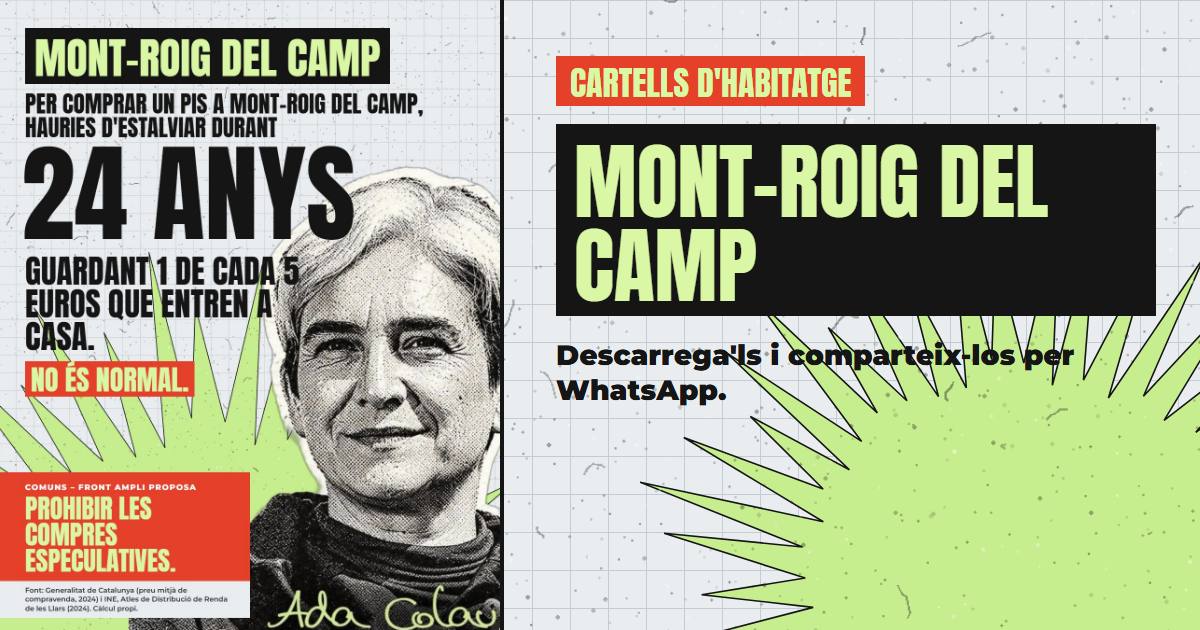 MONT-ROIG DEL CAMP
PER COMPRAR UN PIS A MONT-ROIG DEL CAMP,
HAURIES D'ESTALVIAR DURANT
24 ANYS
GUARDANT 1 DE CADA 5
EUROS QUE ENTREN A
CASA.
NO ÉS NORMAL.
COMUNS – FRONT AMPLI PROPOSA
PROHIBIR LES
COMPRES
ESPECULATIVES.
Font: Generalitat de Catalunya (preu mitjà de
compravenda, 2024) i INE, Atles de Distribució de Renda
de les Llars (2024). Càlcul propi.
Ada Colau
CARTELLS D'HABITATGE
MONT-ROIG DEL
CAMP
Descarrega'ls i comparteix-los per
WhatsApp.